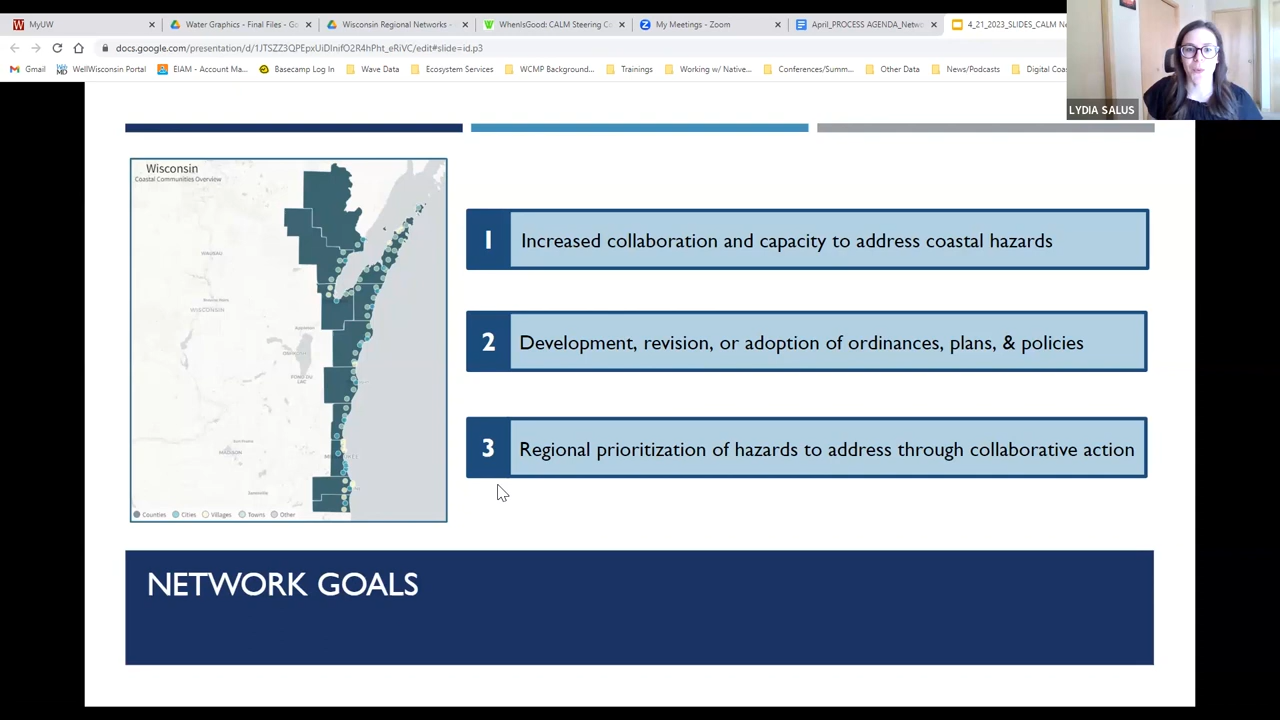 MyUW
Water Graphics - Final Files - Go
Wisconsin Regional Networks -
WhenIsGood: CALM Steering Co
My Meetings - Zoom
April_PROCESS AGENDA_Netwo
4_21_2023_SLIDES_CALM Ne
docs.google.com/presentation/d/1JTSZZ3QPEpxUiDlnifO2R4hPht_eRiVC/edit#slide=id.p3
Gmail
WellWisconsin Portal
EIAM - Account Ma...
Basecamp Log In
Wave Data
Ecosystem Services
WCMP Background...
Trainings
Working w/ Native...
Conferences/Summ...
Other Data
News/Podcasts
Digital Coa
LYDIA SALUS
Wisconsin
Coastal Communities Overview
WAUSAU
WISCONSIN
Appleton
OSHKOSH
FOND DU
LAC
MADISON
Janesville
Counties
Cities
Villages
Towns
Other
1 Increased collaboration and capacity to address coastal hazards
2 Development, revision, or adoption of ordinances, plans, & policies
3 Regional prioritization of hazards to address through collaborative action
NETWORK GOALS